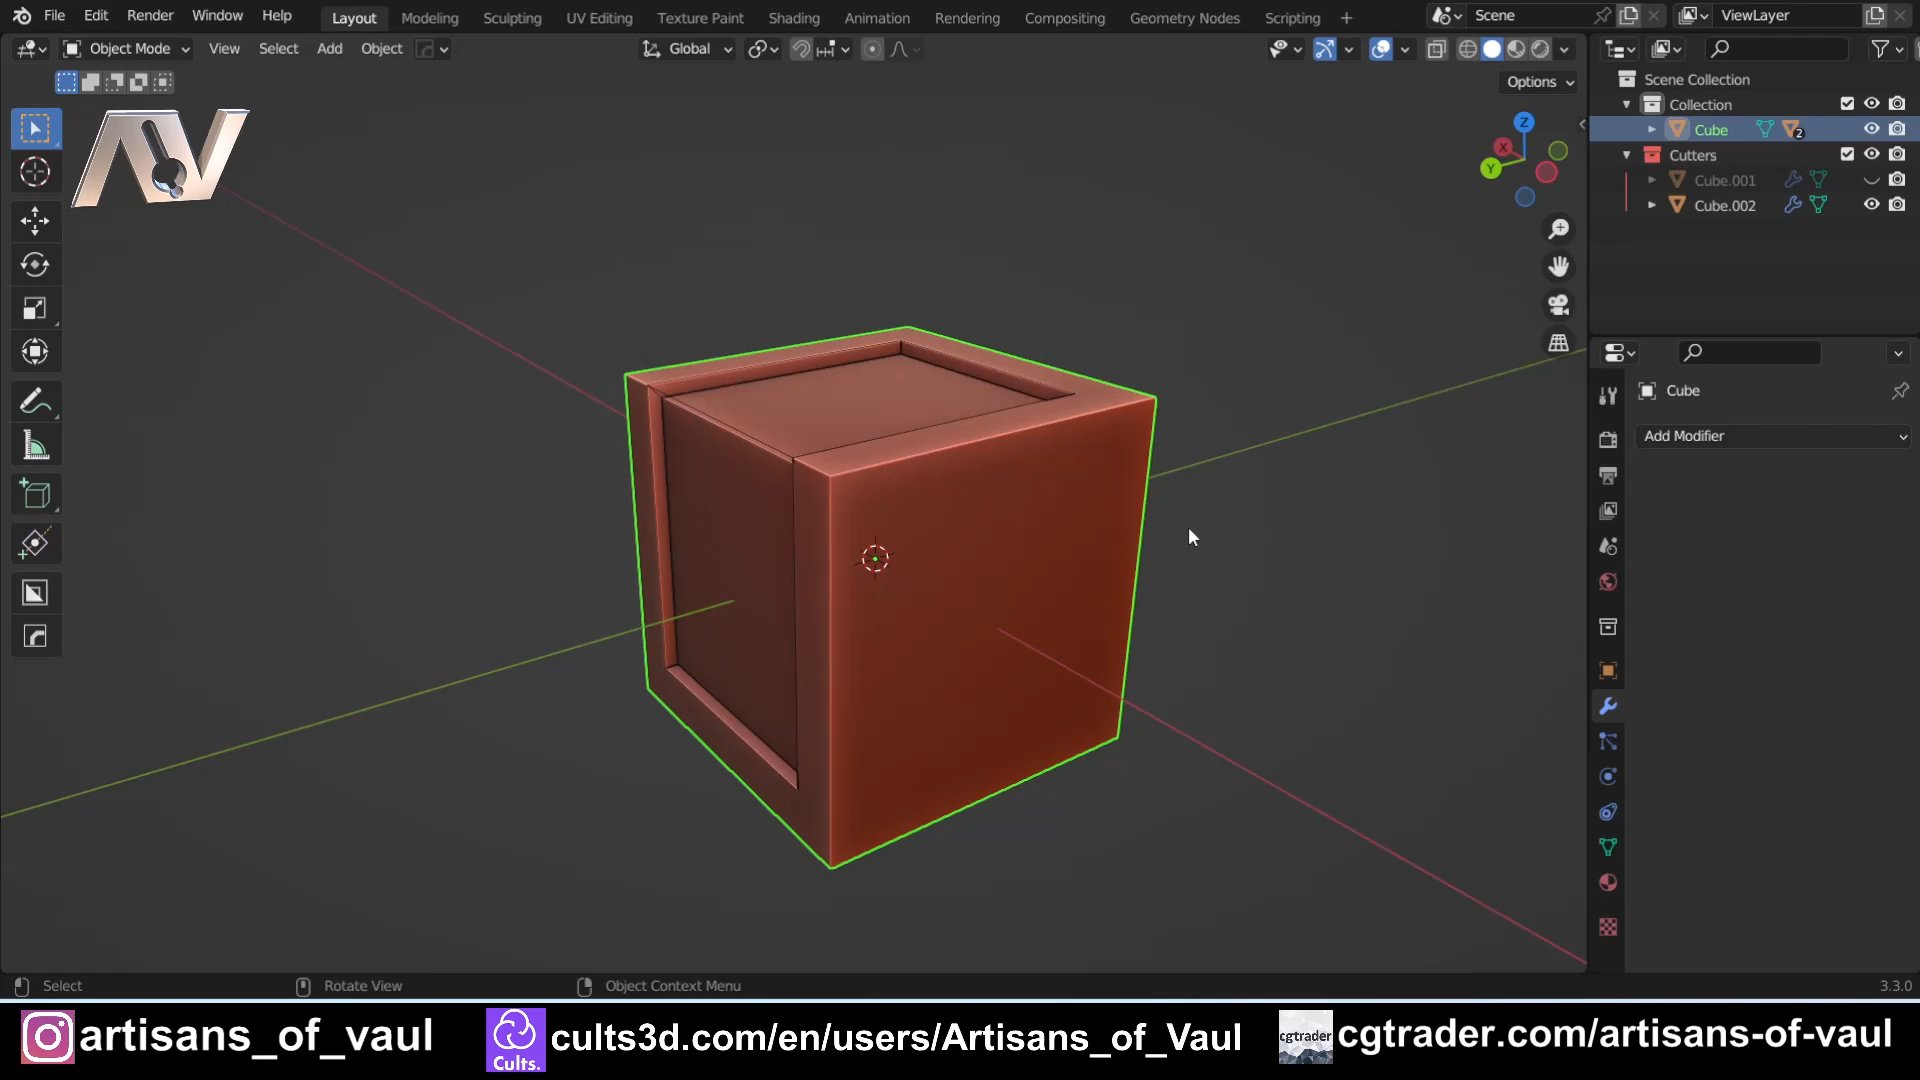 File Edit Render Window Help Layout Modeling Sculpting UV Editing Texture Paint Shading Animation Rendering Compositing Geometry Nodes Scripting + Scene ViewLayer
Object Mode View Select Add Object Global
Options
Scene Collection
Collection
Cube 2
Cutters
Cube.001
Cube.002
AV
Z
X
Y
Cube
Add Modifier
Select Rotate View Object Context Menu 3.3.0
artisans_of_vaul Cults. cults3d.com/en/users/Artisans_of_Vaul cgtrader cgtrader.com/artisans-of-vaul